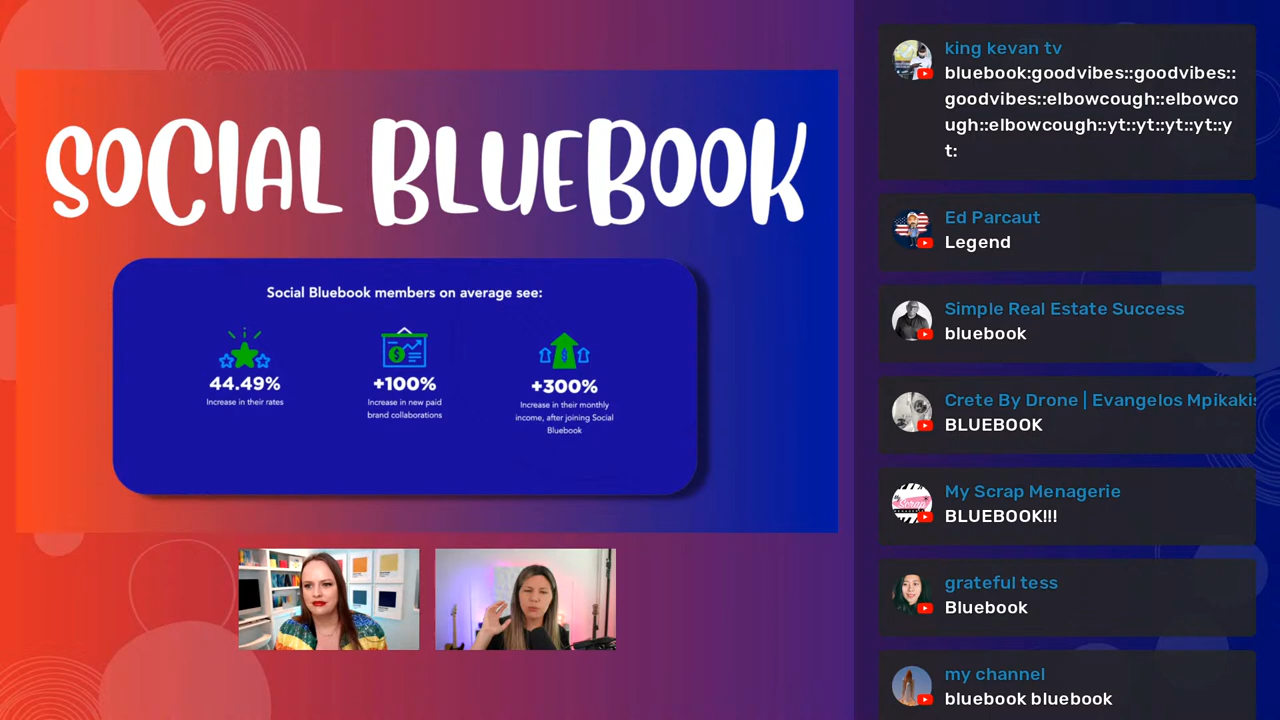 SOCIAL BLUEBOOK
Social Bluebook members on average see:
44.49%
Increase in their rates
+100%
Increase in new paid
brand collaborations
+300%
Increase in their monthly
income, after joining Social
Bluebook
king kevan tv
bluebook:goodvibes::goodvibes::
goodvibes::elbowcough::elbowco
ugh::elbowcough::yt::yt::yt::yt::y
t:
Ed Parcaut
Legend
Simple Real Estate Success
bluebook
Crete By Drone | Evangelos Mpikakis
BLUEBOOK
My Scrap Menagerie
BLUEBOOK!!!
grateful tess
Bluebook
my channel
bluebook bluebook